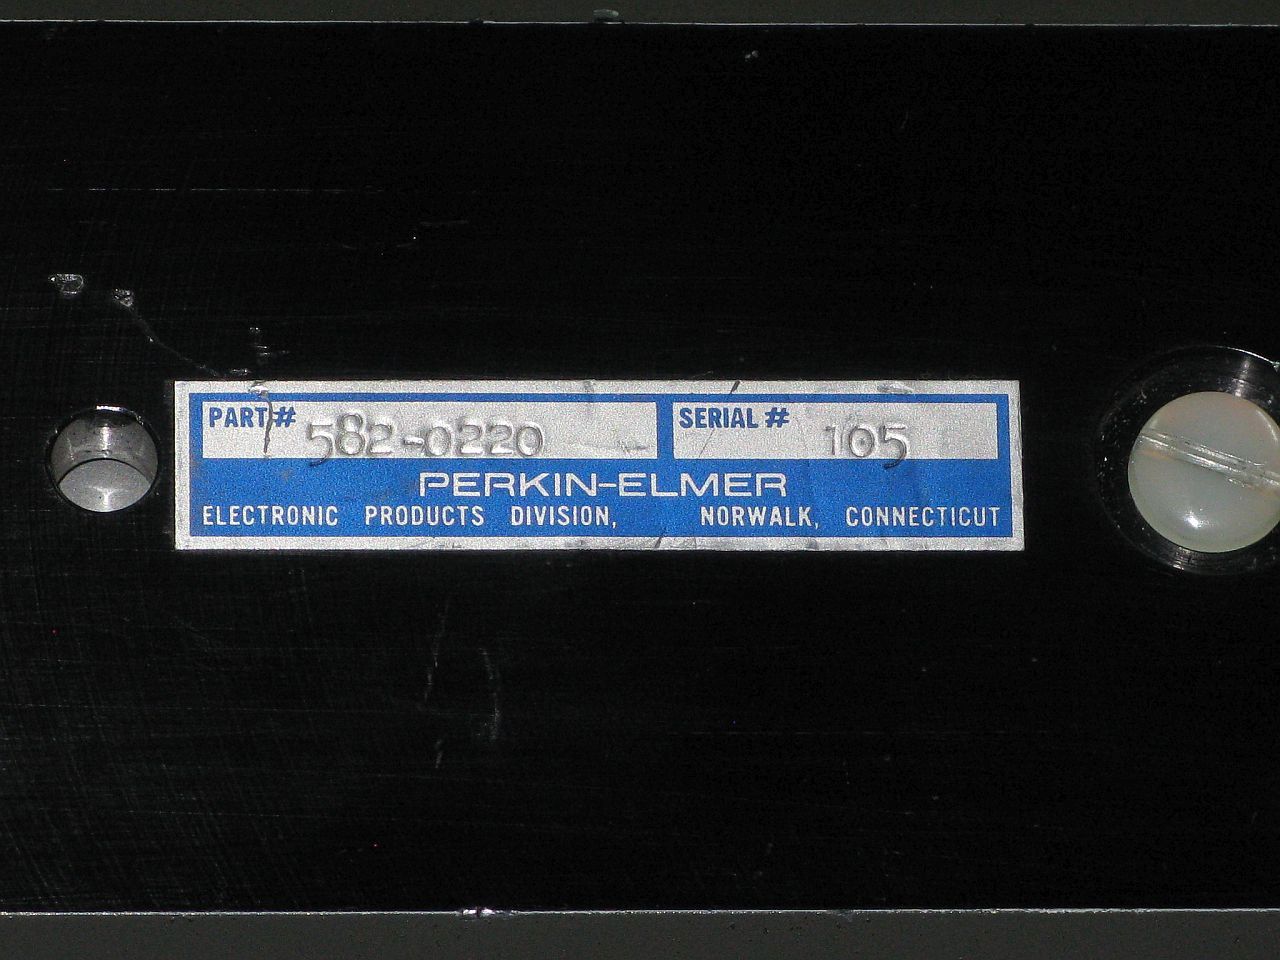 PART# 582-0220 SERIAL # 105
PERKIN-ELMER
ELECTRONIC PRODUCTS DIVISION, NORWALK, CONNECTICUT